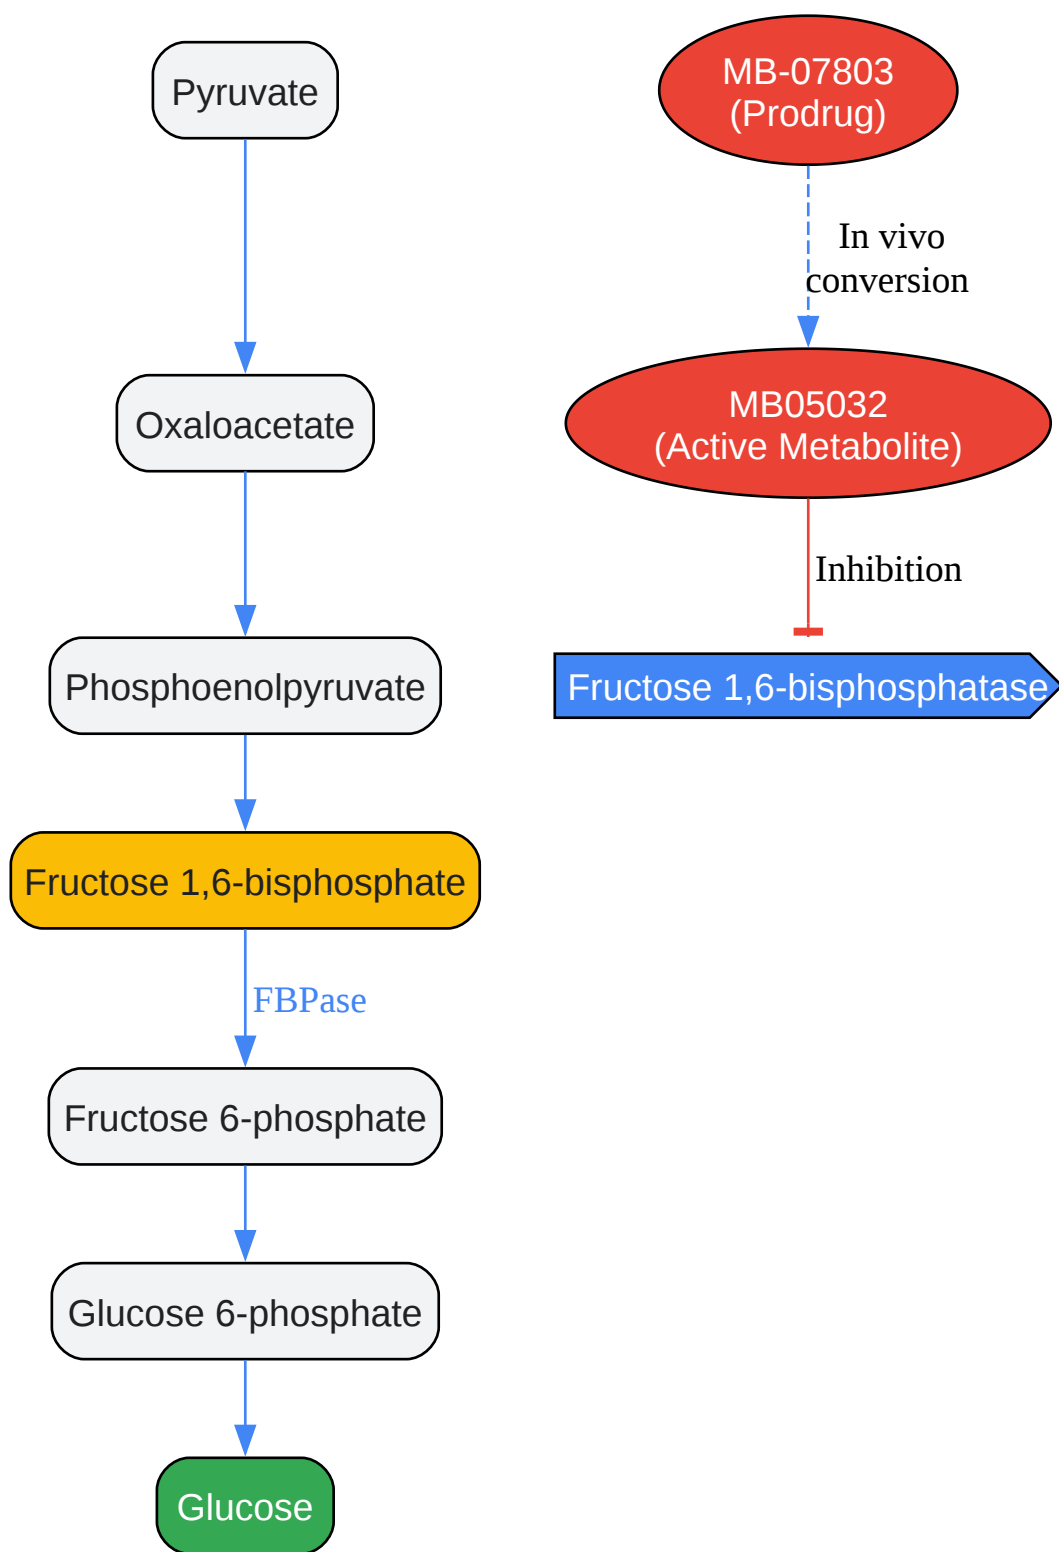 Pyruvate
Oxaloacetate
Phosphoenolpyruvate
Fructose 1,6-bisphosphate
FBPase
Fructose 6-phosphate
Glucose 6-phosphate
Glucose
MB-07803
(Prodrug)
In vivo
conversion
MB05032
(Active Metabolite)
Inhibition
Fructose 1,6-bisphosphatase